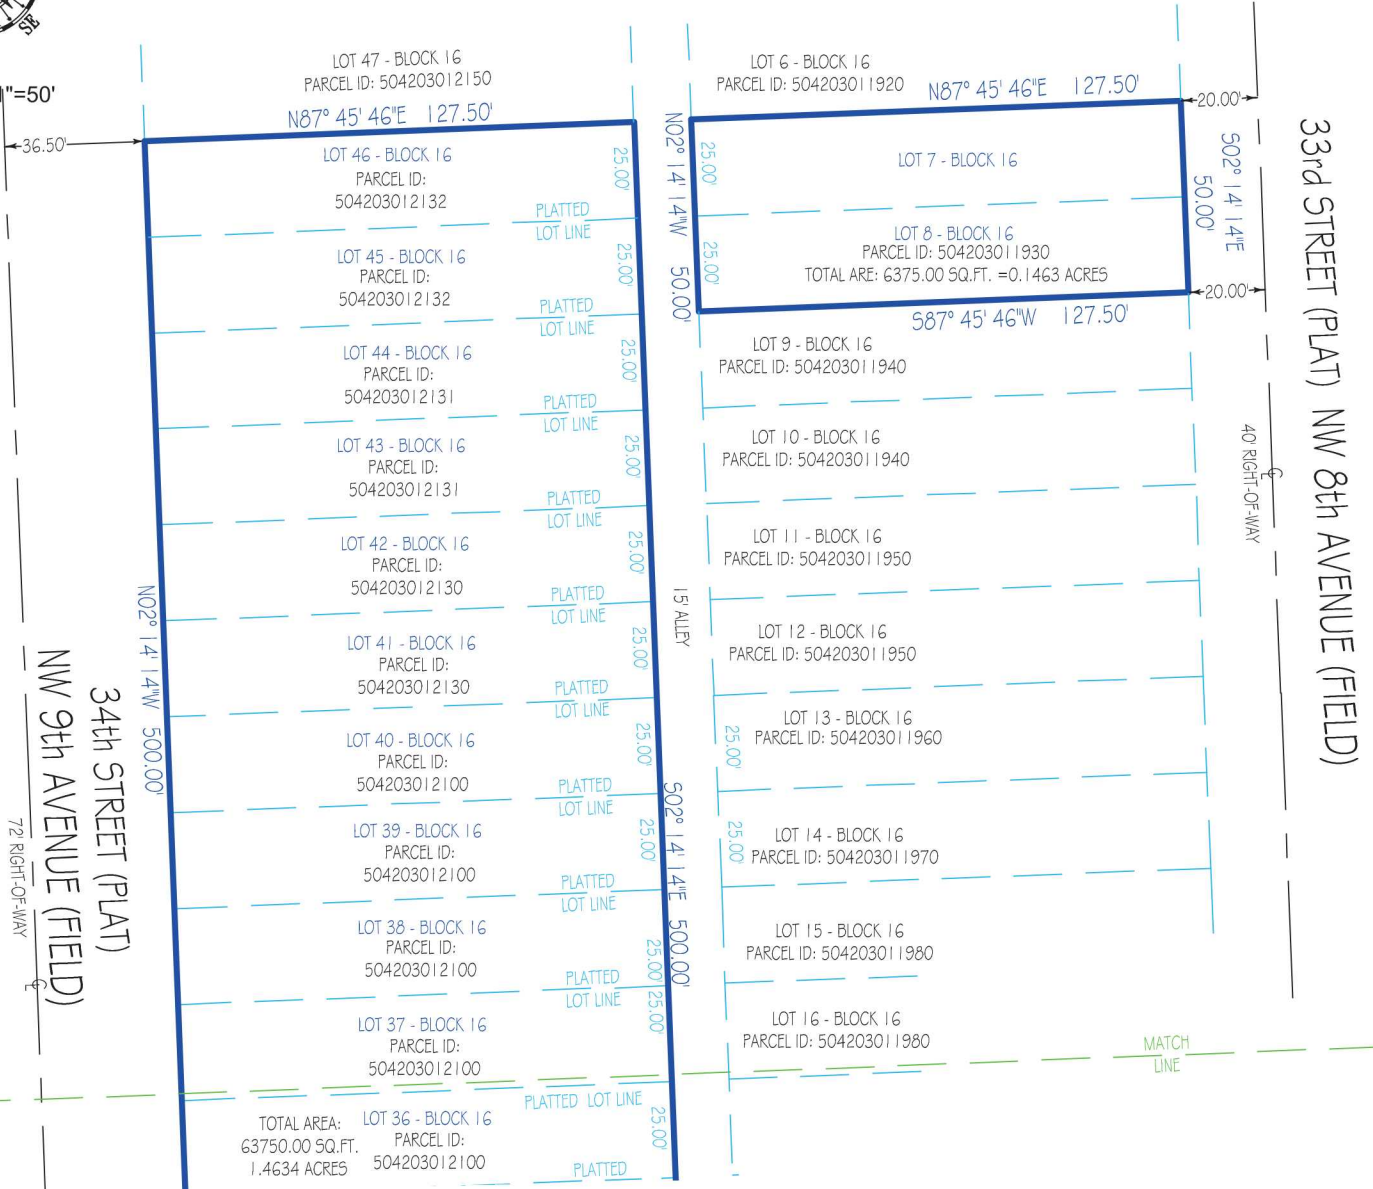 SE
1"=50'
36.50'
LOT 47 - BLOCK 16
PARCEL ID: 504203012150
N87° 45' 46"E 127.50'
LOT 46 - BLOCK 16
PARCEL ID:
504203012132
25.00'
PLATTED
LOT LINE
LOT 45 - BLOCK 16
PARCEL ID:
504203012132
25.00'
PLATTED
LOT LINE
LOT 44 - BLOCK 16
PARCEL ID:
504203012131
25.00'
PLATTED
LOT LINE
LOT 43 - BLOCK 16
PARCEL ID:
504203012131
25.00'
PLATTED
LOT LINE
LOT 42 - BLOCK 16
PARCEL ID:
504203012130
25.00'
PLATTED
LOT LINE
LOT 41 - BLOCK 16
PARCEL ID:
504203012130
25.00'
PLATTED
LOT LINE
LOT 40 - BLOCK 16
PARCEL ID:
504203012100
25.00'
PLATTED
LOT LINE
LOT 39 - BLOCK 16
PARCEL ID:
504203012100
25.00'
PLATTED
LOT LINE
LOT 38 - BLOCK 16
PARCEL ID:
504203012100
25.00'
PLATTED
LOT LINE
LOT 37 - BLOCK 16
PARCEL ID:
504203012100
25.00'
PLATTED LOT LINE
TOTAL AREA:
63750.00 SQ.FT.
1.4634 ACRES
LOT 36 - BLOCK 16
PARCEL ID:
504203012100
25.00'
PLATTED
N02° 14' 14"W 500.00'
34th STREET (PLAT)
NW 9th AVENUE (FIELD)
72' RIGHT-OF-WAY
S02° 14' 14"E 500.00'
15' ALLEY
LOT 6 - BLOCK 16
PARCEL ID: 504203011920
N87° 45' 46"E 127.50'
20.00'
N02° 14' 14"W 50.00'
25.00'
LOT 7 - BLOCK 16
25.00'
LOT 8 - BLOCK 16
PARCEL ID: 504203011930
TOTAL ARE: 6375.00 SQ.FT. =0.1463 ACRES
S02° 14' 14"E
50.00'
20.00'
S87° 45' 46"W 127.50'
LOT 9 - BLOCK 16
PARCEL ID: 504203011940
LOT 10 - BLOCK 16
PARCEL ID: 504203011940
LOT 11 - BLOCK 16
PARCEL ID: 504203011950
LOT 12 - BLOCK 16
PARCEL ID: 504203011950
LOT 13 - BLOCK 16
PARCEL ID: 504203011960
25.00'
LOT 14 - BLOCK 16
PARCEL ID: 504203011970
25.00'
LOT 15 - BLOCK 16
PARCEL ID: 504203011980
LOT 16 - BLOCK 16
PARCEL ID: 504203011980
MATCH
LINE
40' RIGHT-OF-WAY
33rd STREET (PLAT) NW 8th AVENUE (FIELD)